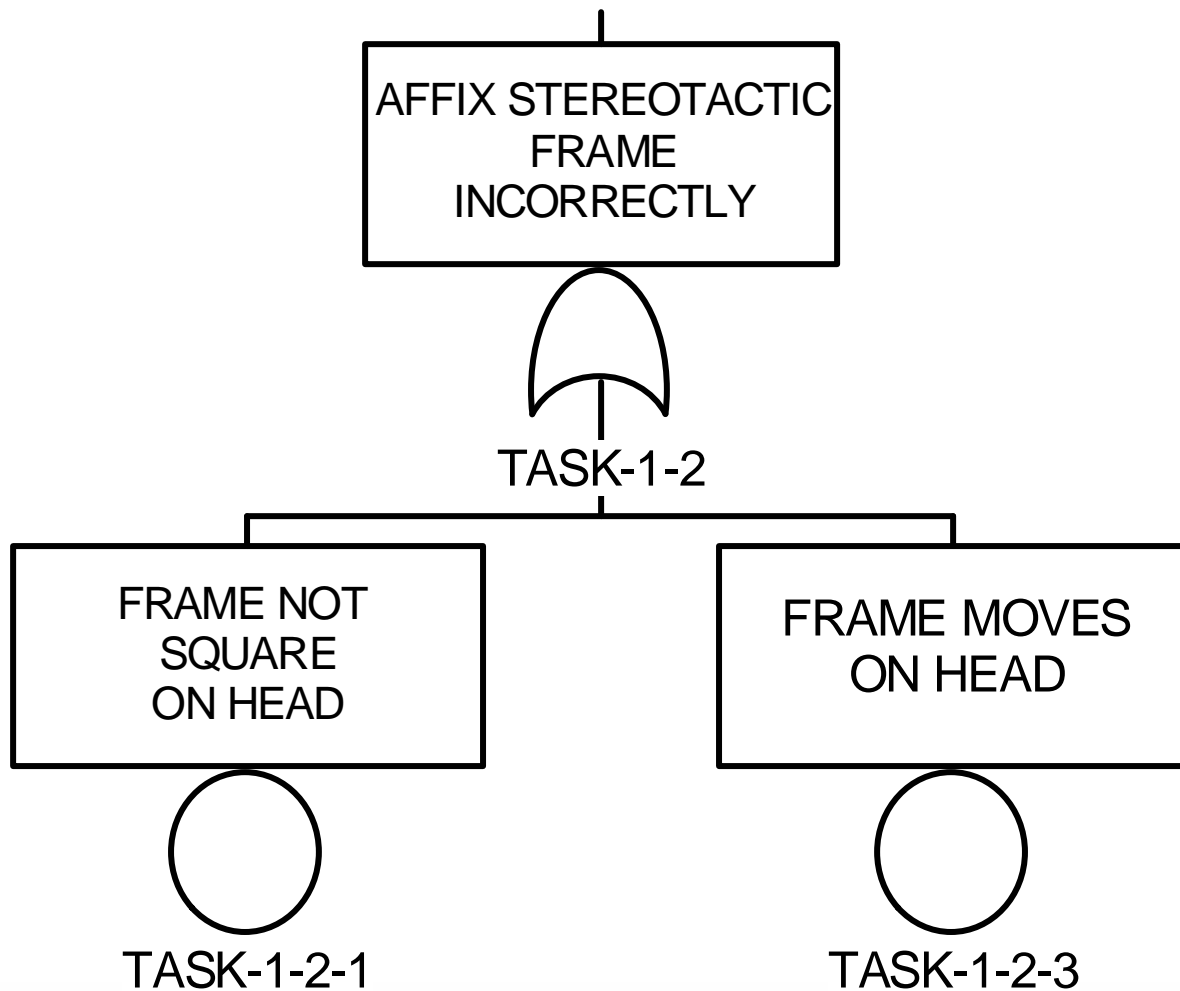 AFFIX STEREOTACTIC
FRAME
INCORRECTLY
TASK-1-2
FRAME NOT
SQUARE
ON HEAD
FRAME MOVES
ON HEAD
TASK-1-2-1
TASK-1-2-3